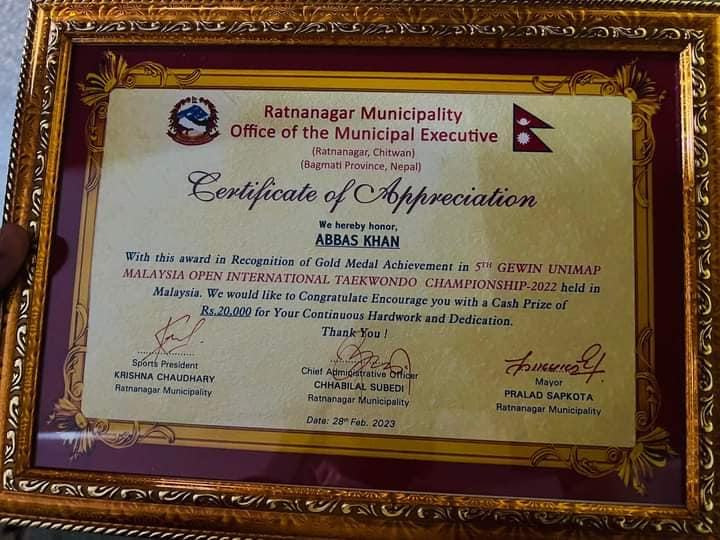 Ratnanagar Municipality
Office of the Municipal Executive
(Ratnanagar, Chitwan)
(Bagmati Province, Nepal)
Certificate of Appreciation
We hereby honor,
ABBAS KHAN
With this award in Recognition of Gold Medal Achievement in 5TH GEWIN UNIMAP
MALAYSIA OPEN INTERNATIONAL TAEKWONDO CHAMPIONSHIP-2022 held in
Malaysia. We would like to Congratulate Encourage you with a Cash Prize of
Rs.20,000 for Your Continuous Hardwork and Dedication.
Thank You !
Sports President
KRISHNA CHAUDHARY
Ratnanagar Municipality
Chief Administrative Officer
CHHABILAL SUBEDI
Ratnanagar Municipality
Mayor
PRALAD SAPKOTA
Ratnanagar Municipality
Date: 28th Feb. 2023